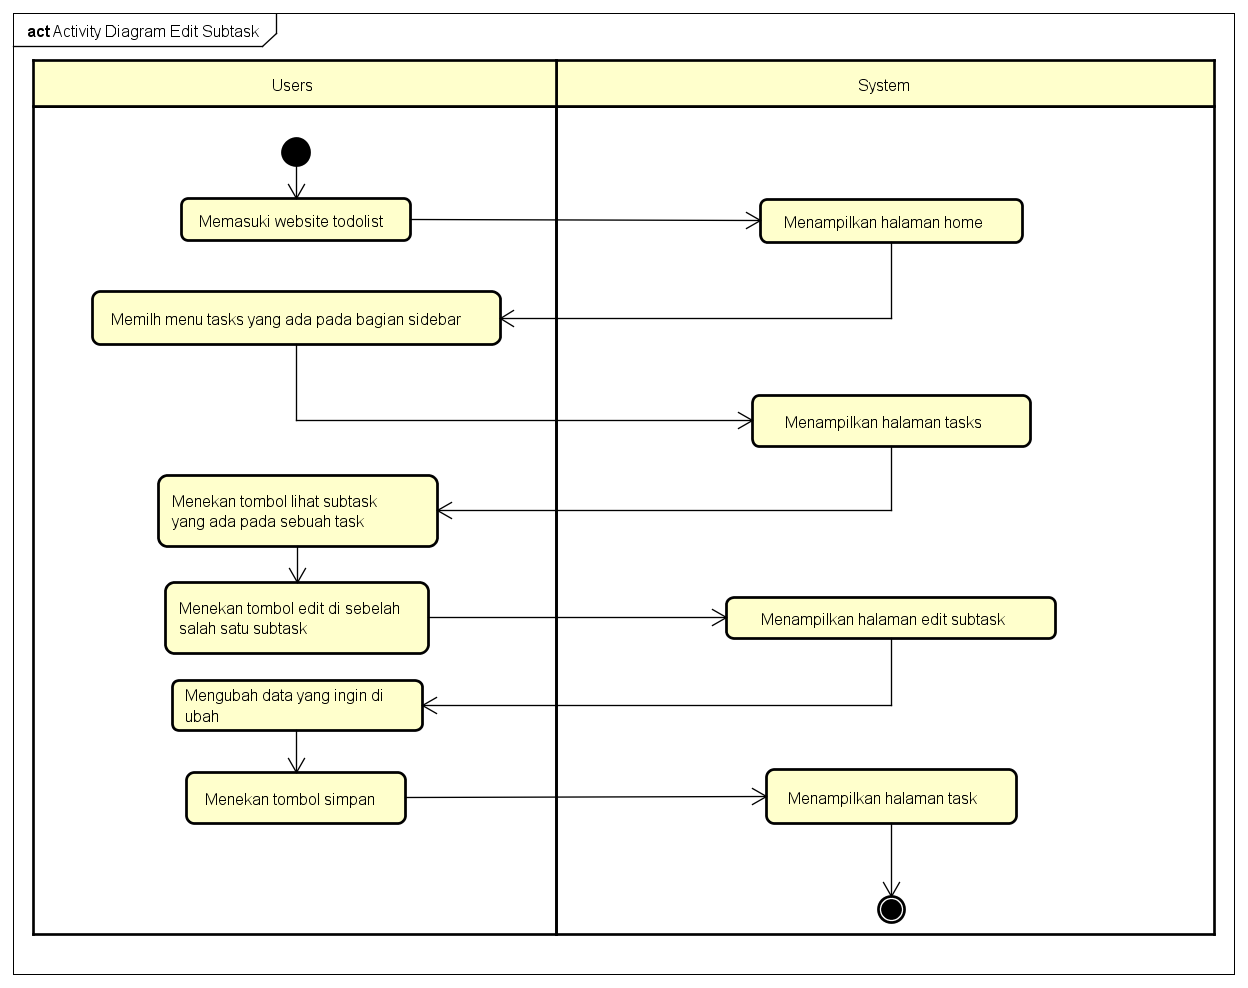 act Activity Diagram Edit Subtask
Users
System
Memasuki website todolist
Menampilkan halaman home
Memilh menu tasks yang ada pada bagian sidebar
Menampilkan halaman tasks
Menekan tombol lihat subtask
yang ada pada sebuah task
Menekan tombol edit di sebelah
salah satu subtask
Menampilkan halaman edit subtask
Mengubah data yang ingin di
ubah
Menekan tombol simpan
Menampilkan halaman task